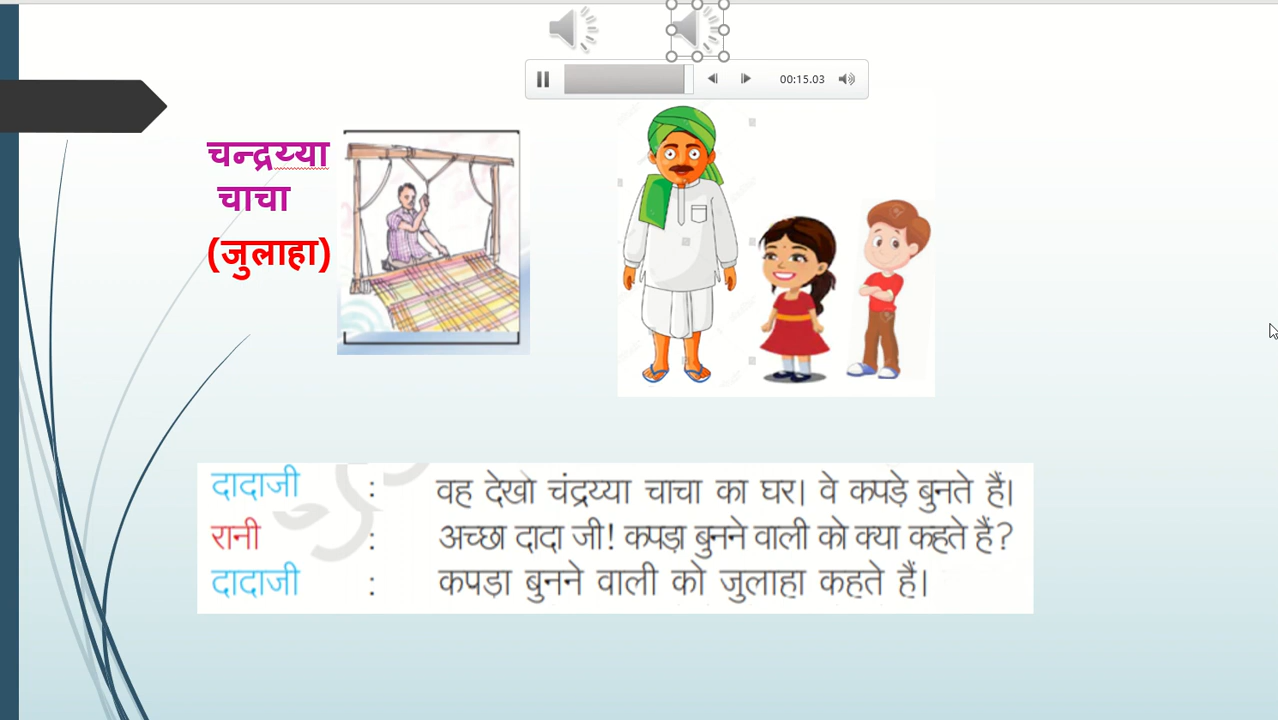 00:15.03
चन्द्रय्या
चाचा
(जुलाहा)
दादाजी : वह देखो चंद्रय्या चाचा का घर। वे कपड़े बुनते हैं।
रानी : अच्छा दादा जी! कपड़ा बुनने वाली को क्या कहते हैं?
दादाजी : कपड़ा बुनने वाली को जुलाहा कहते हैं।